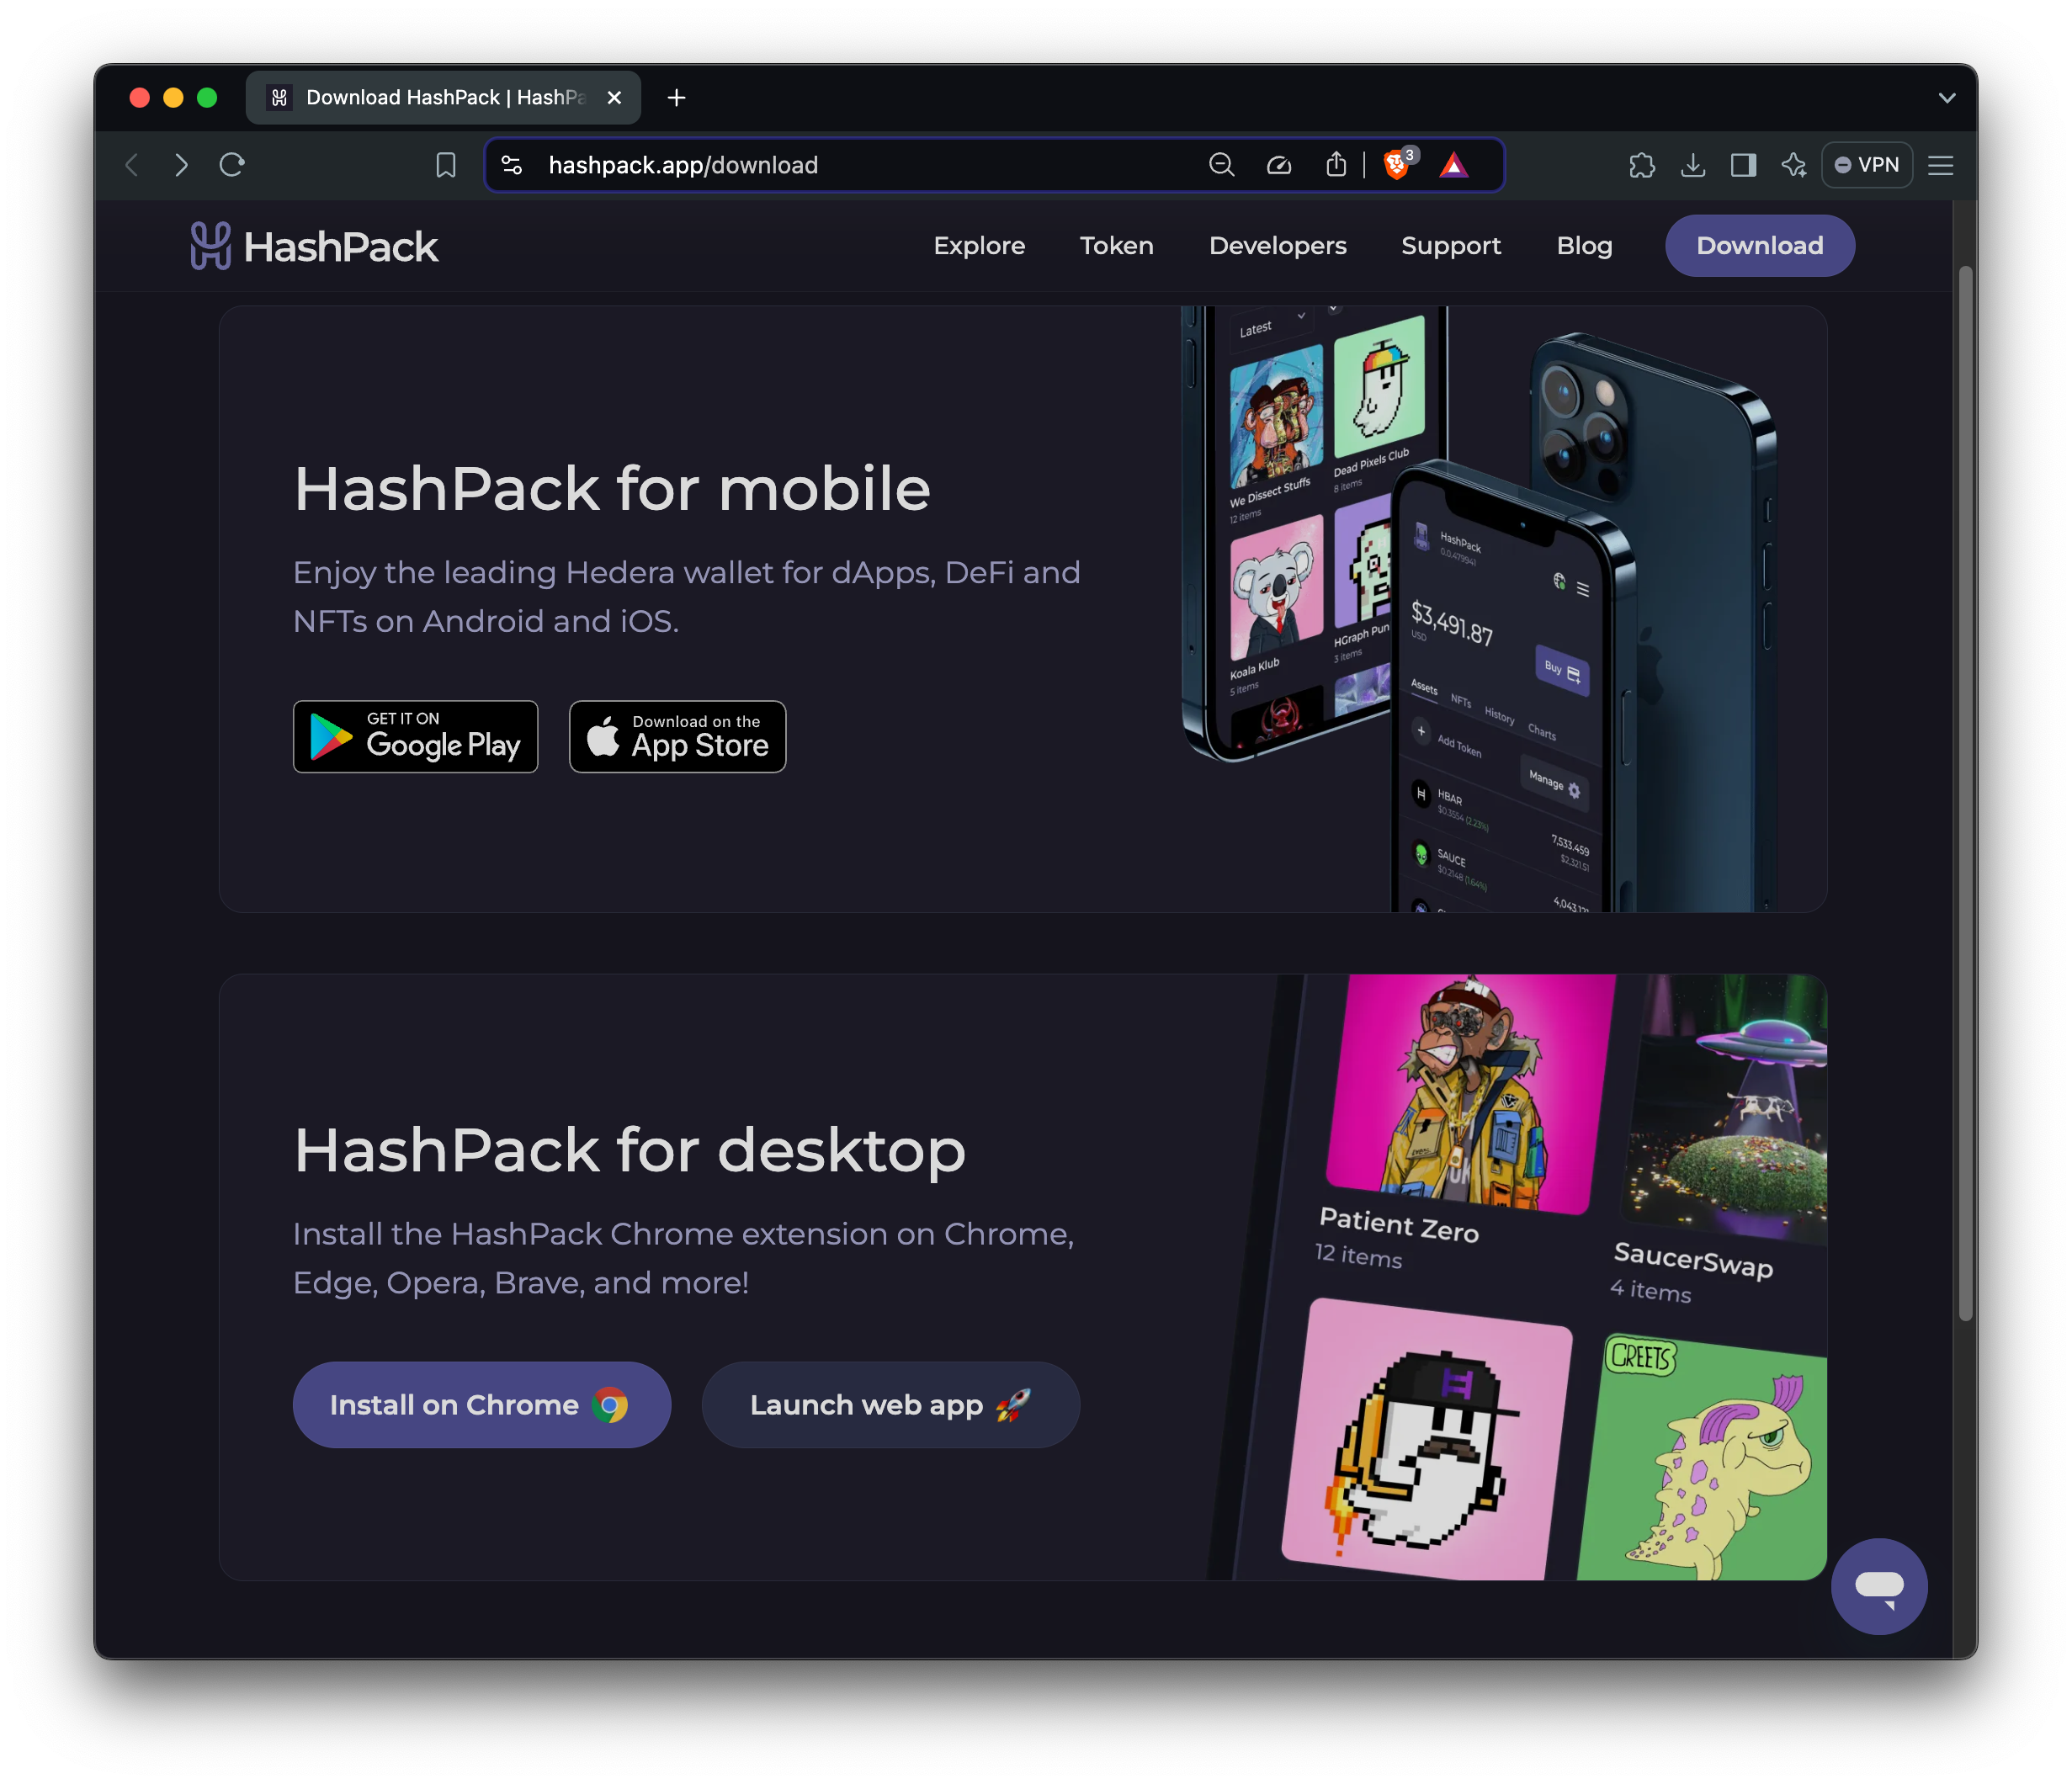 Download HashPack | HashPa
hashpack.app/download
3
VPN
HashPack
Explore
Token
Developers
Support
Blog
Download
HashPack for mobile
Enjoy the leading Hedera wallet for dApps, DeFi and
NFTs on Android and iOS.
GET IT ON
Google Play
Download on the
App Store
Latest
We Dissect Stuffs
12 items
Dead Pixels Club
8 items
Koala Klub
5 items
HGraph Pun
3 items
HashPack
0.0.479941
$3,491.87
USD
Buy
Assets
NFTs
History
Charts
Add Token
Manage
HBAR
$0.3554 (2.23%)
7,533.459
$2,321.51
SAUCE
$0.2148 (1.64%)
HashPack for desktop
Install the HashPack Chrome extension on Chrome,
Edge, Opera, Brave, and more!
Install on Chrome
Launch web app 🚀
Patient Zero
12 items
SaucerSwap
4 items
GREETS